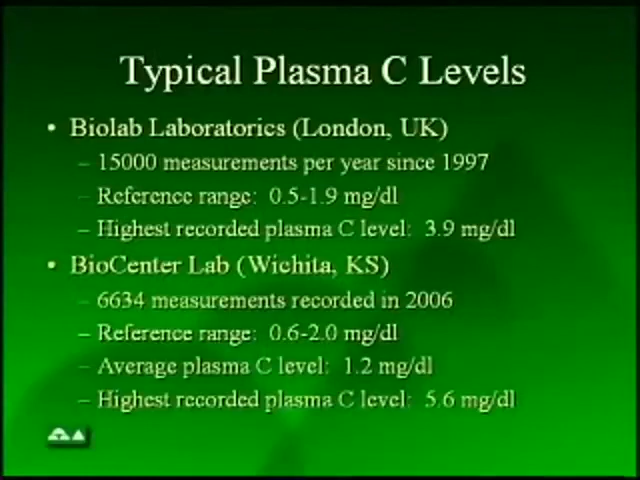 Typical Plasma C Levels
• Biolab Laboratories (London, UK)
– 15000 measurements per year since 1997
– Reference range: 0.5-1.9 mg/dl
– Highest recorded plasma C level: 3.9 mg/dl
• BioCenter Lab (Wichita, KS)
– 6634 measurements recorded in 2006
– Reference range: 0.6-2.0 mg/dl
– Average plasma C level: 1.2 mg/dl
– Highest recorded plasma C level: 5.6 mg/dl